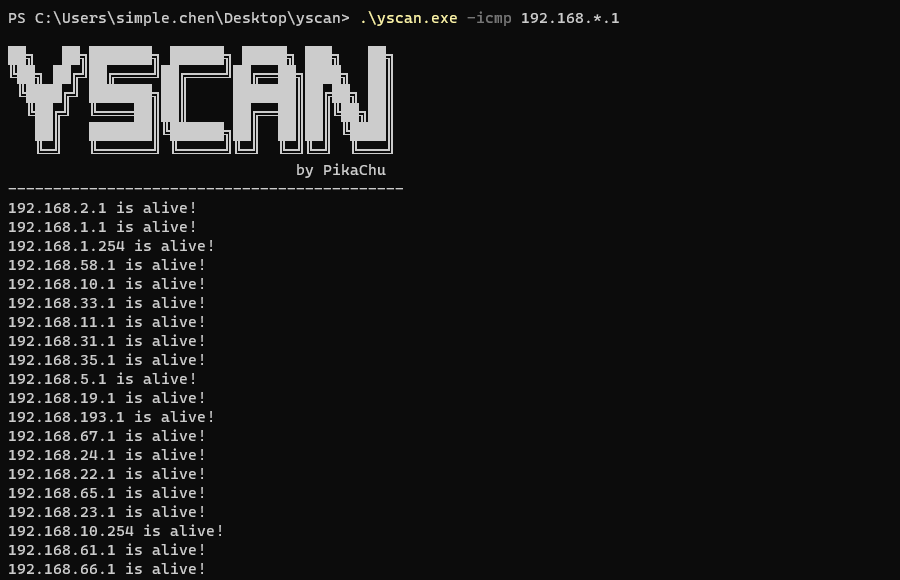 PS C:\Users\simple.chen\Desktop\yscan> .\yscan.exe -icmp 192.168.*.1
YSCAN
by PikaChu
--------------------------------------------
192.168.2.1 is alive!
192.168.1.1 is alive!
192.168.1.254 is alive!
192.168.58.1 is alive!
192.168.10.1 is alive!
192.168.33.1 is alive!
192.168.11.1 is alive!
192.168.31.1 is alive!
192.168.35.1 is alive!
192.168.5.1 is alive!
192.168.19.1 is alive!
192.168.193.1 is alive!
192.168.67.1 is alive!
192.168.24.1 is alive!
192.168.22.1 is alive!
192.168.65.1 is alive!
192.168.23.1 is alive!
192.168.10.254 is alive!
192.168.61.1 is alive!
192.168.66.1 is alive!